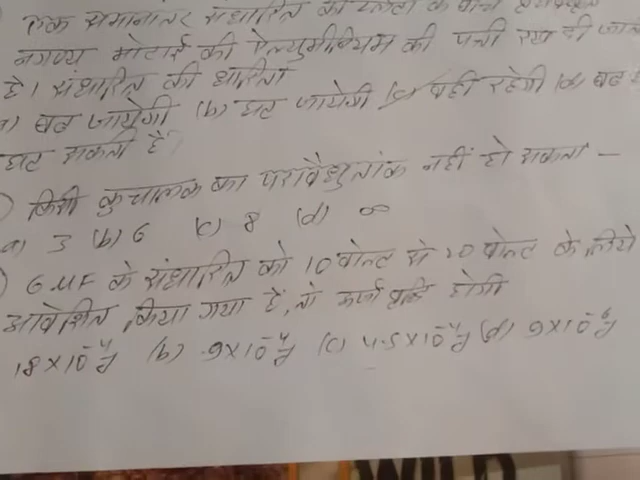 एक समानांतर संधारित्र की प्लेटों के बीच
नगण्य मोटाई की ऐल्युमीनियम की पत्ती रख दी जाती
है। संधारित्र की धारिता
a) बढ जायेगी (b) घट जायेगी (c) वही रहेगी (d) बढ
घट सकती है
) किसी कुचालक का परावैद्युतांक नहीं हो सकता —
a) 3 (b) 6 (c) 8 (d) ∞
) 6 μF के संधारित्र को 10 वोल्ट से 20 वोल्ट के लिये
आवेशित किया गया है, तो ऊर्जा वृद्धि होगी
18 × 10⁻⁴ J (b) 9 × 10⁻⁴ J (c) 4.5 × 10⁻⁴ J (d) 9 × 10⁻⁶ J
WILD